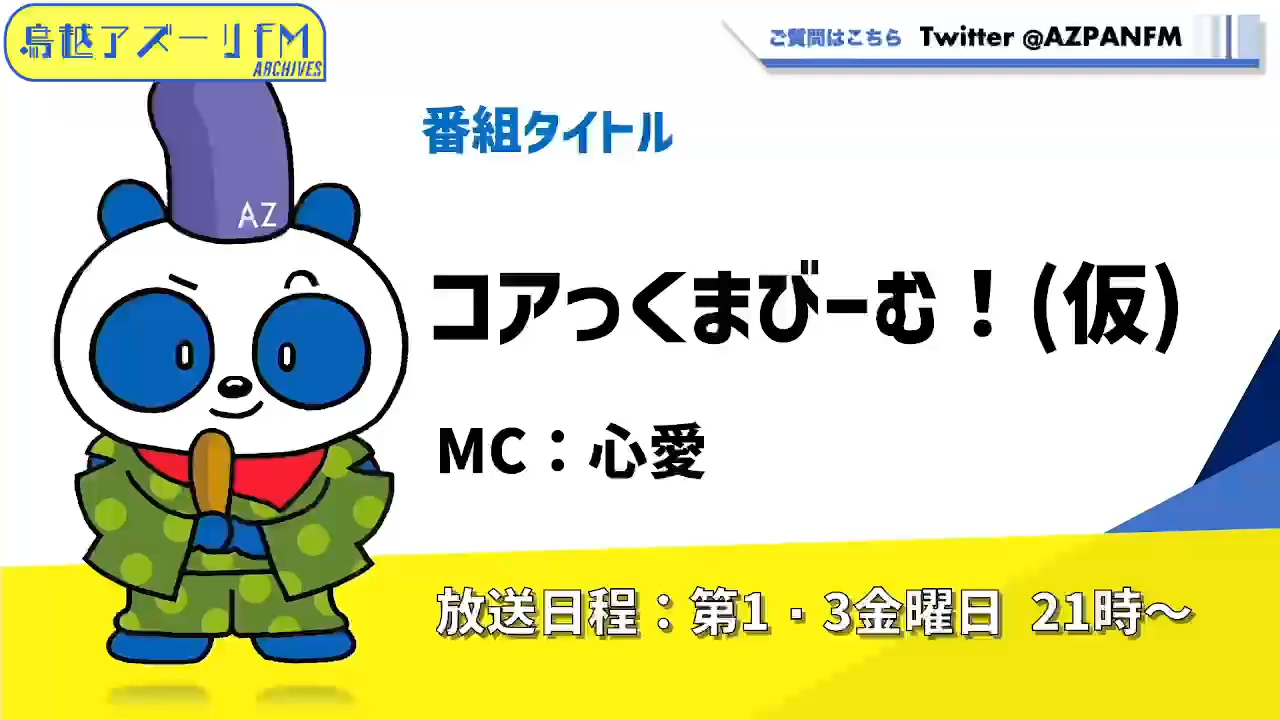 鳥越アズーリFM
ARCHIVES
ご質問はこちら Twitter @AZPANFM
番組タイトル
AZ
コアっくまびーむ！(仮)
MC：心愛
放送日程：第1・3金曜日 21時～